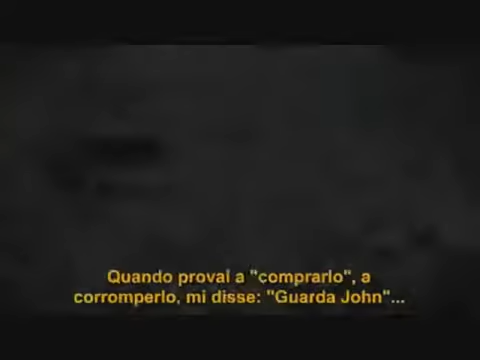 Quando provaI a "comprarlo", a
corromperlo, mi disse: "Guarda John"...